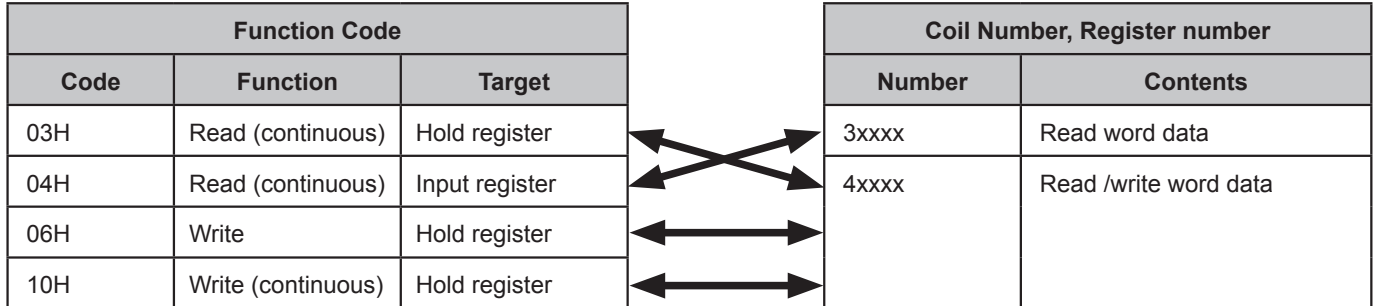 Function Code
Code Function Target
03H Read (continuous) Hold register
04H Read (continuous) Input register
06H Write Hold register
10H Write (continuous) Hold register
Coil Number, Register number
Number Contents
3xxxx Read word data
4xxxx Read /write word data